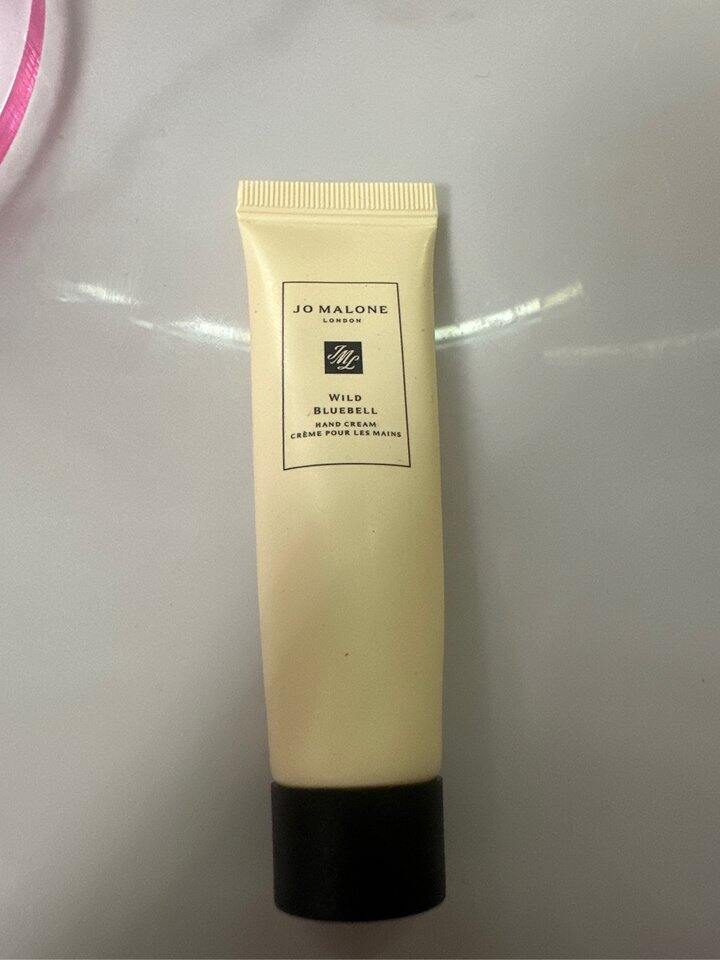 JO MALONE
LONDON
JML
WILD
BLUEBELL
HAND CREAM
CRÈME POUR LES MAINS